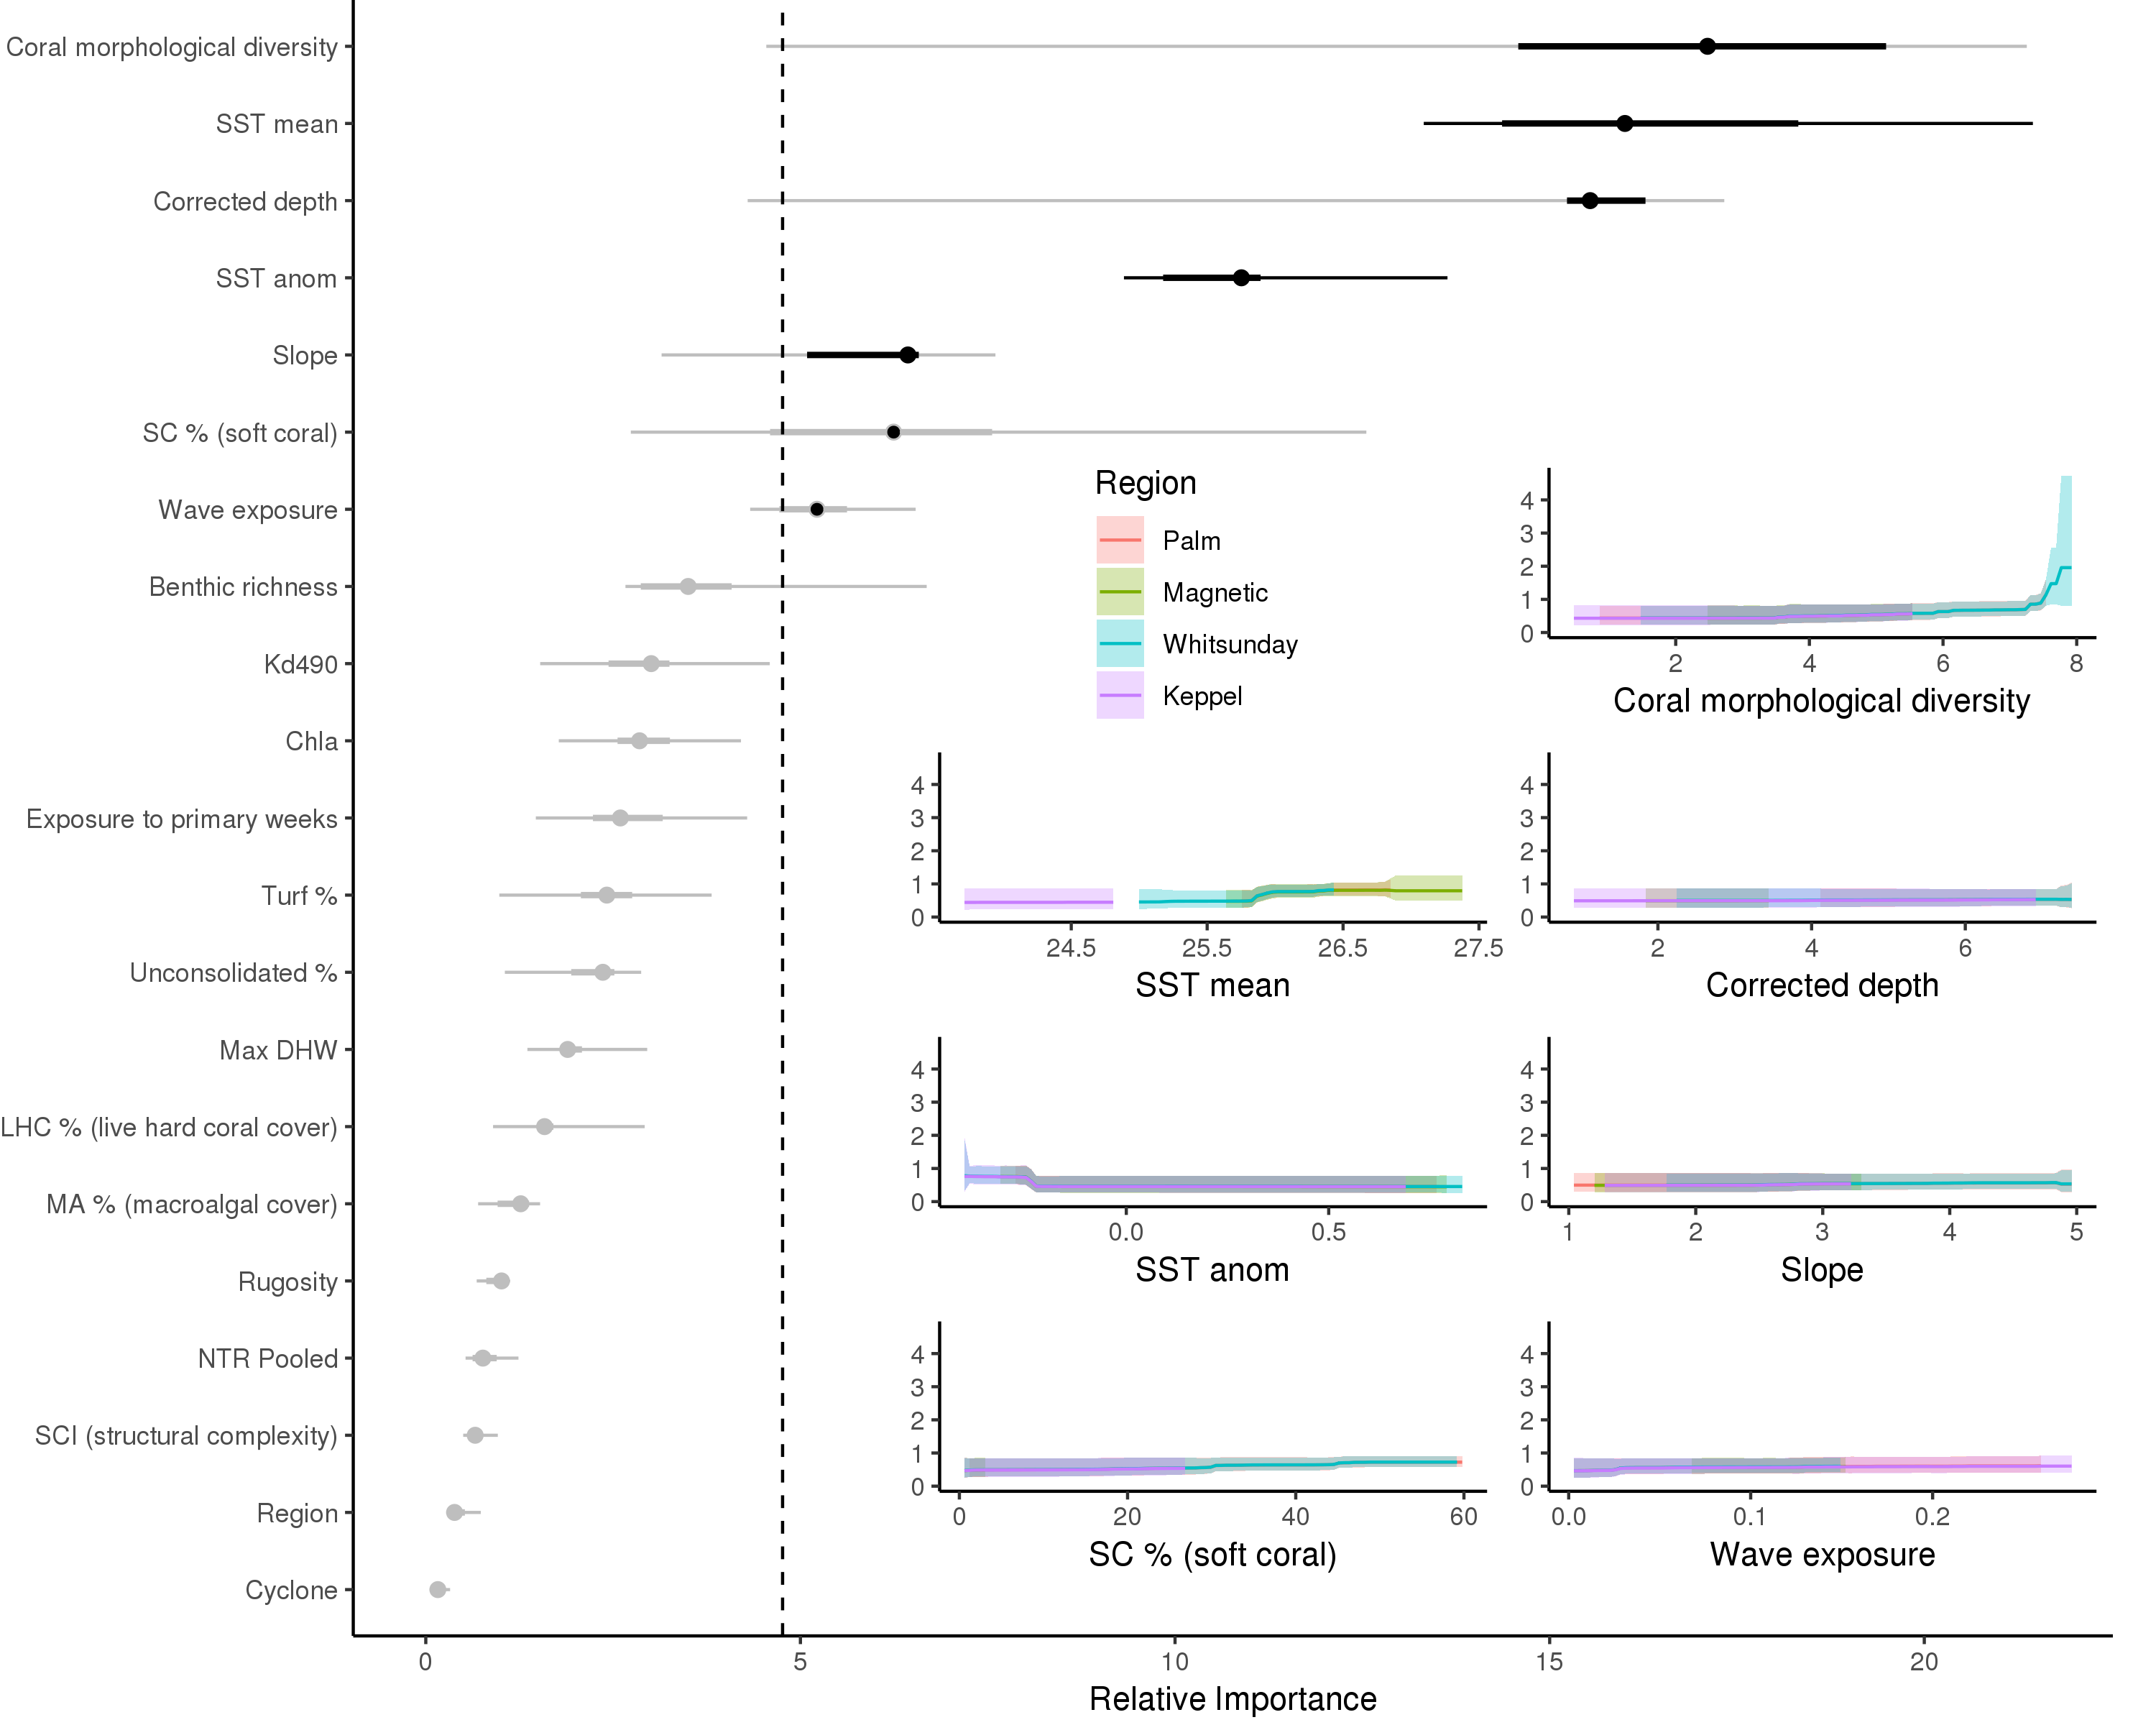 Coral morphological diversity
SST mean
Corrected depth
SST anom
Slope
SC % (soft coral)
Wave exposure
Benthic richness
Kd490
Chla
Exposure to primary weeks
Turf %
Unconsolidated %
Max DHW
LHC % (live hard coral cover)
MA % (macroalgal cover)
Rugosity
NTR Pooled
SCI (structural complexity)
Region
Cyclone
0 5 10 15 20
Relative Importance
Region
Palm
Magnetic
Whitsunday
Keppel
4
3
2
1
0
2 4 6 8
Coral morphological diversity
4
3
2
1
0
24.5 25.5 26.5 27.5
SST mean
4
3
2
1
0
2 4 6
Corrected depth
4
3
2
1
0
0.0 0.5
SST anom
4
3
2
1
0
1 2 3 4 5
Slope
4
3
2
1
0
0 20 40 60
SC % (soft coral)
4
3
2
1
0
0.0 0.1 0.2
Wave exposure